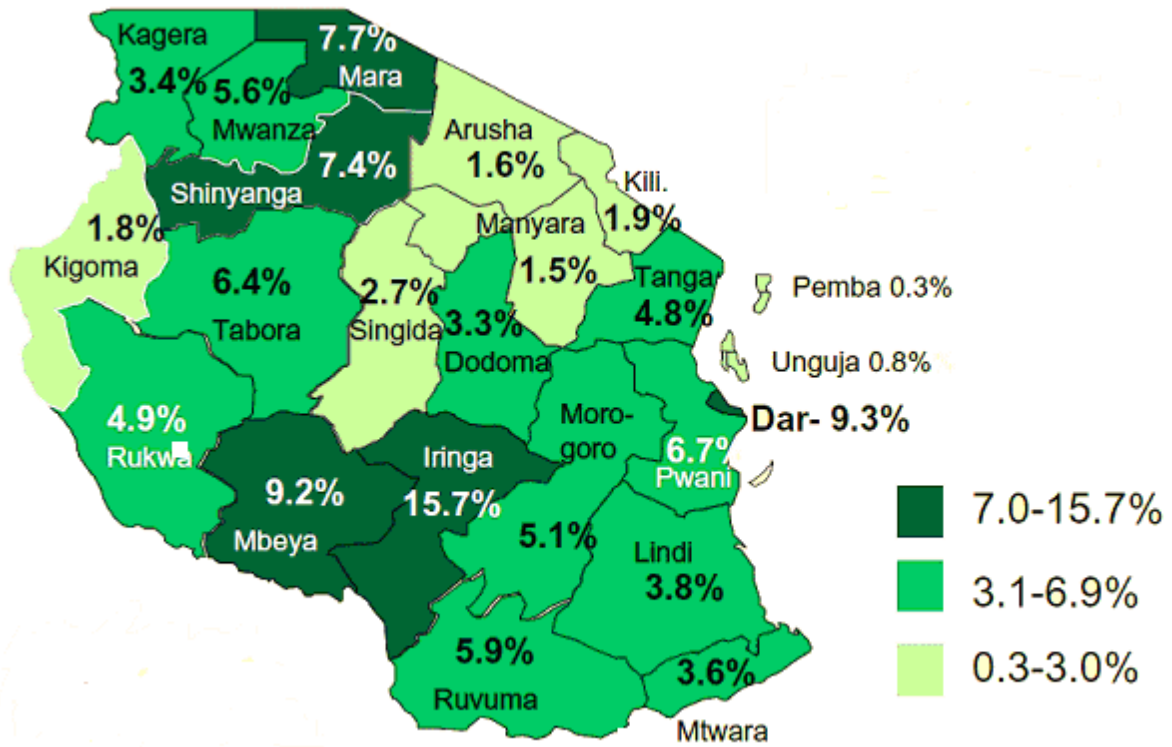 Kagera
3.4%
7.7%
Mara
5.6%
Mwanza
7.4%
Shinyanga
Arusha
1.6%
Kili.
1.9%
Manyara
1.5%
1.8%
Kigoma
6.4%
Tabora
2.7%
Singida
3.3%
Dodoma
Tanga
4.8%
Pemba 0.3%
Unguja 0.8%
Dar- 9.3%
4.9%
Rukwa
Moro-
goro
5.1%
6.7%
Pwani
Iringa
15.7%
9.2%
Mbeya
Lindi
3.8%
5.9%
Ruvuma
3.6%
Mtwara
7.0-15.7%
3.1-6.9%
0.3-3.0%